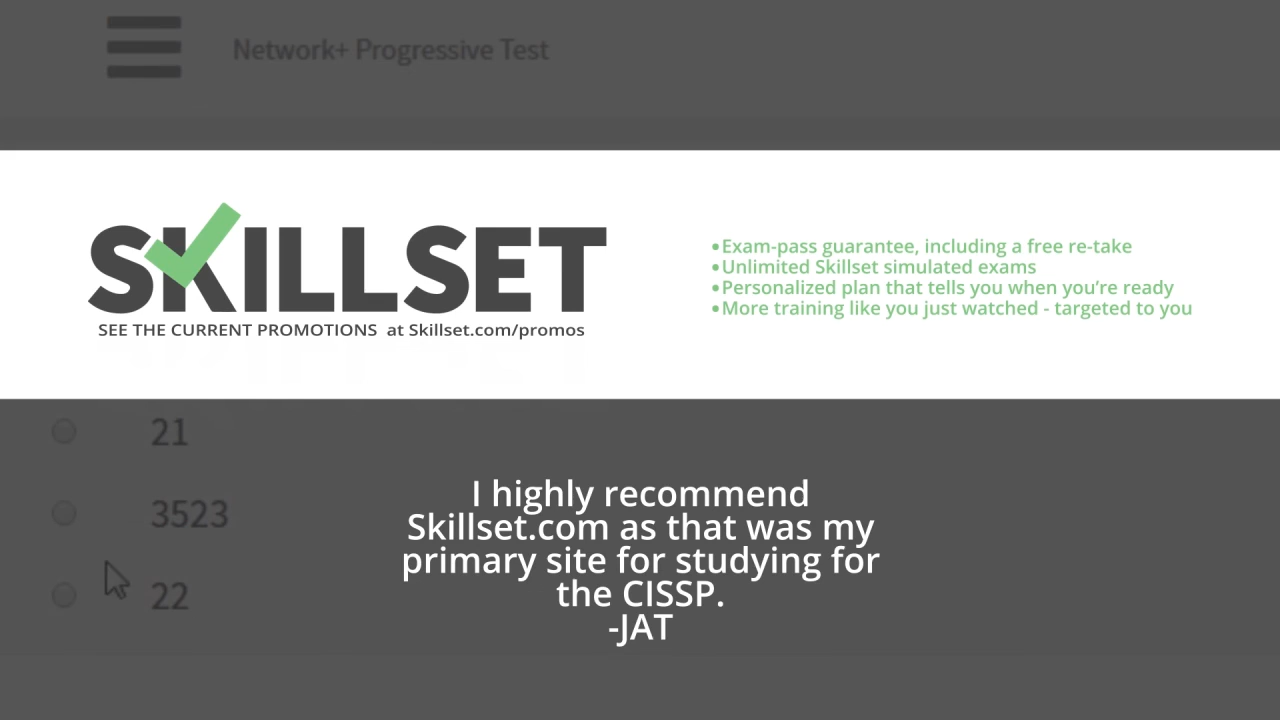 Network+ Progressive Test
SKILLSET
SEE THE CURRENT PROMOTIONS at Skillset.com/promos
•Exam-pass guarantee, including a free re-take
•Unlimited Skillset simulated exams
•Personalized plan that tells you when you’re ready
•More training like you just watched - targeted to you
21
3523
22
I highly recommend
Skillset.com as that was my
primary site for studying for
the CISSP.
-JAT